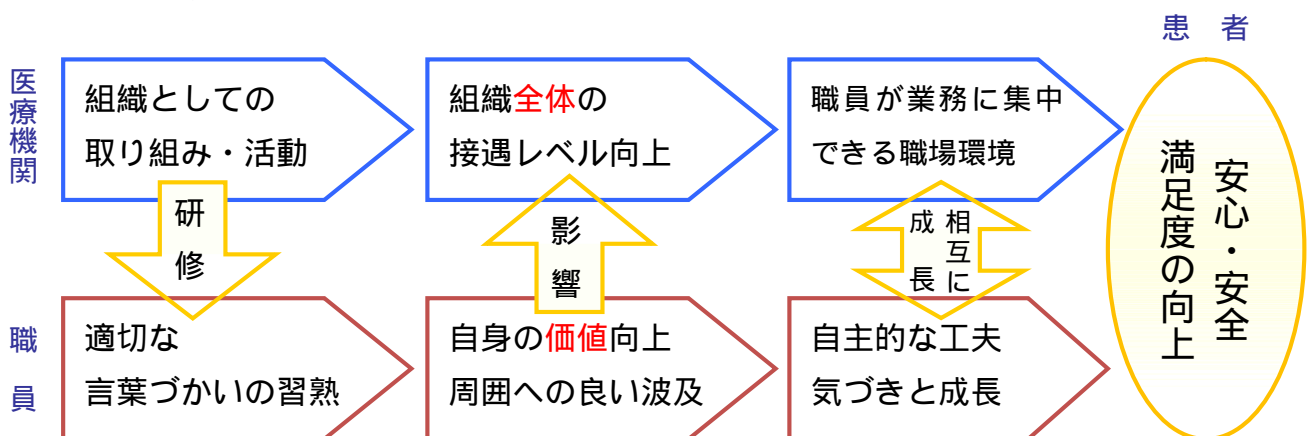 患 者
医療機関
組織としての
取り組み・活動
組織全体の
接遇レベル向上
職員が業務に集中
できる職場環境
研修
影響
相互に
成長
安心・安全
満足度の向上
職員
適切な
言葉づかいの習熟
自身の価値向上
周囲への良い波及
自主的な工夫
気づきと成長